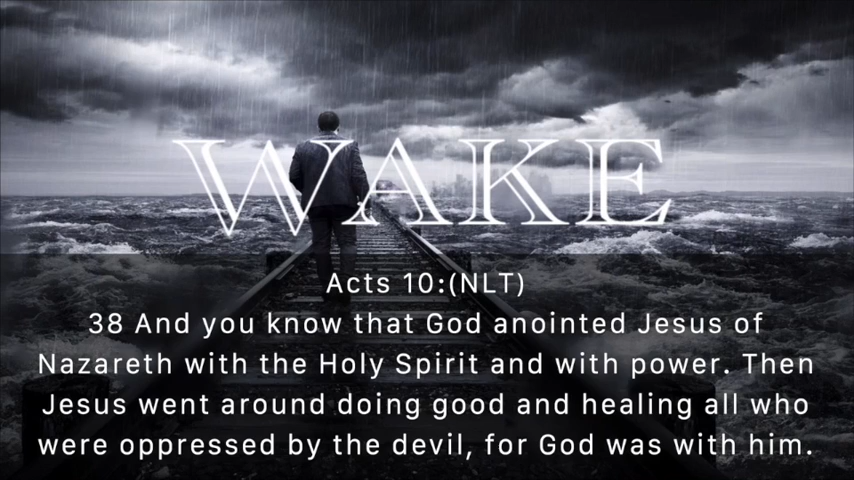 WAKE
Acts 10:(NLT)
38 And you know that God anointed Jesus of
Nazareth with the Holy Spirit and with power. Then
Jesus went around doing good and healing all who
were oppressed by the devil, for God was with him.